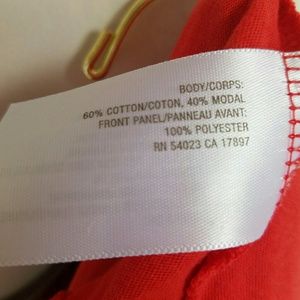 BODY/CORPS:
60% COTTON/COTON, 40% MODAL
FRONT PANEL/PANNEAU AVANT:
100% POLYESTER
RN 54023 CA 17897